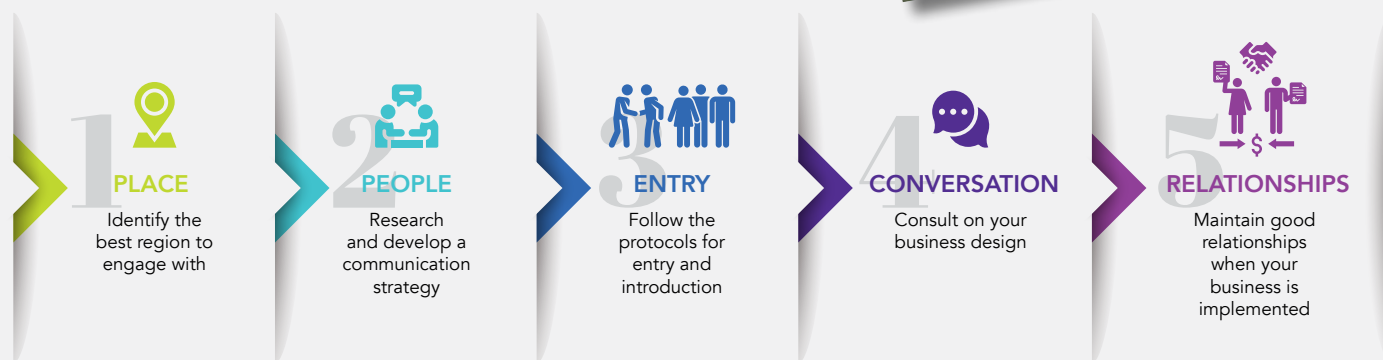 1
PLACE
Identify the
best region to
engage with
2
PEOPLE
Research
and develop a
communication
strategy
3
ENTRY
Follow the
protocols for
entry and
introduction
4
CONVERSATION
Consult on your
business design
5
$
RELATIONSHIPS
Maintain good
relationships
when your
business is
implemented